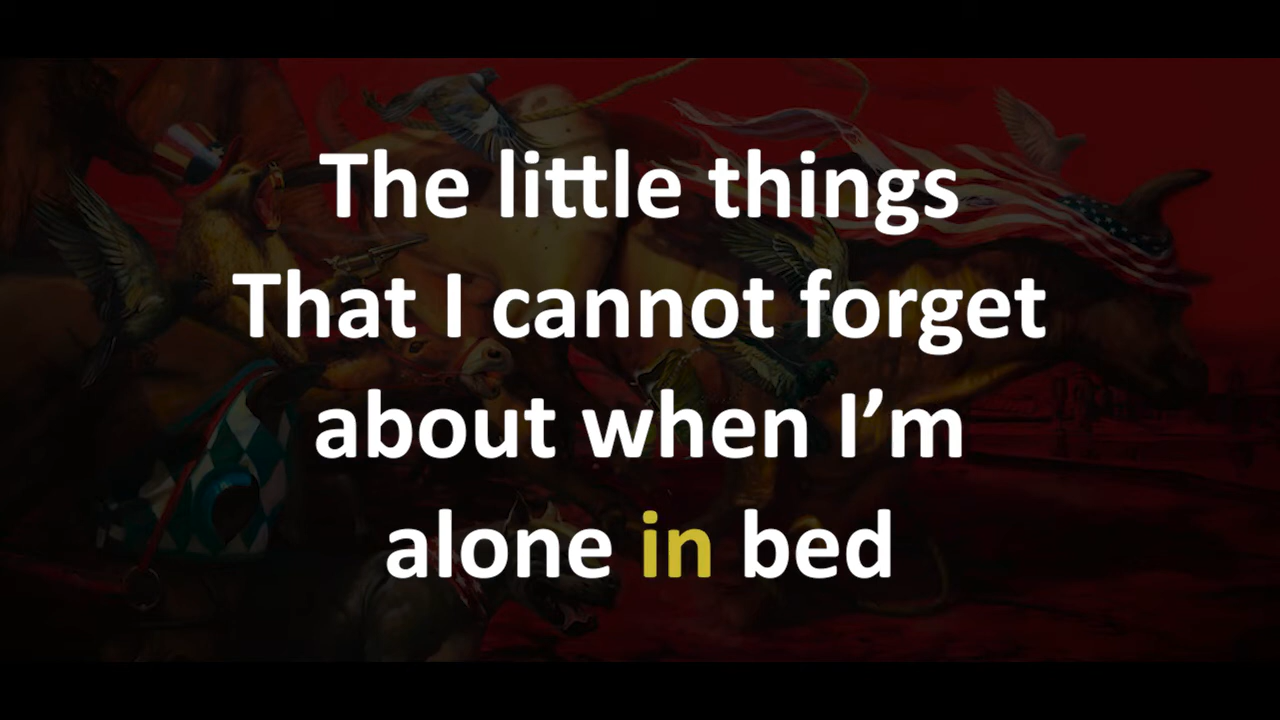 The little things
That I cannot forget
about when I’m
alone in bed